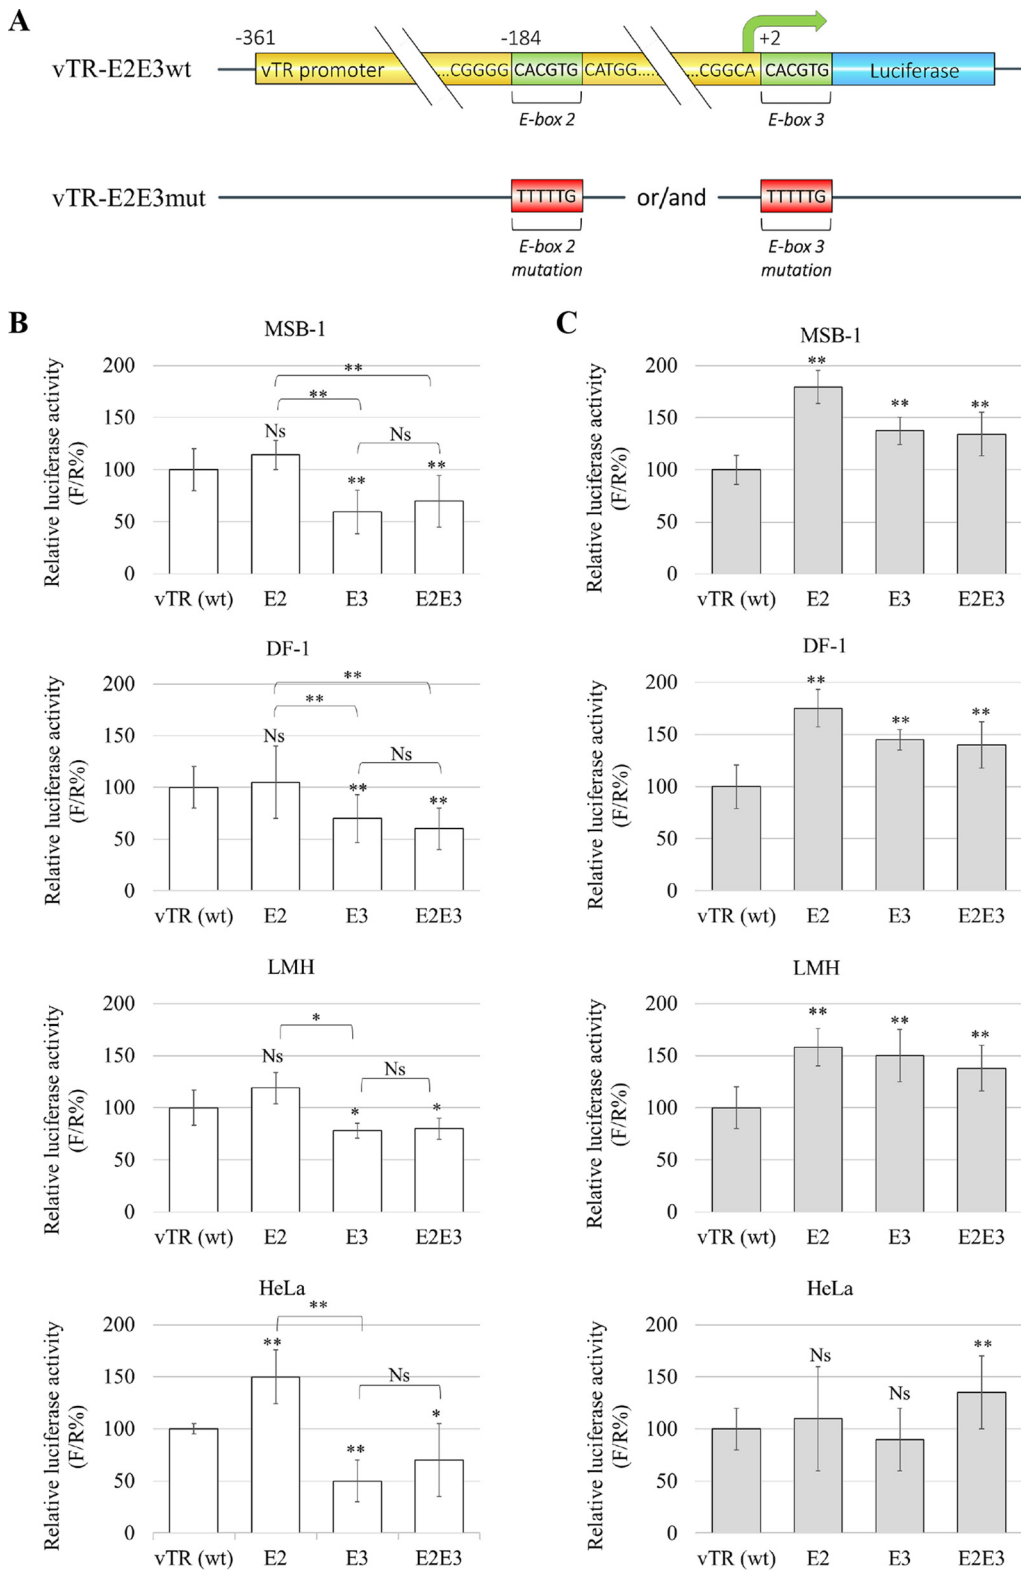 A
-361
-184
+2
vTR-E2E3wt
vTR promoter
...CGGGG
CACGTG
CATGG.....
...CGGCA
CACGTG
Luciferase
E-box 2
E-box 3
vTR-E2E3mut
TTTTTG
or/and
TTTTTG
E-box 2
mutation
E-box 3
mutation
B
MSB-1
Relative luciferase activity
(F/R%)
200
150
100
50
0
**
**
Ns
Ns
**
**
vTR (wt)
E2
E3
E2E3
DF-1
Relative luciferase activity
(F/R%)
200
150
100
50
0
**
**
Ns
Ns
**
**
vTR (wt)
E2
E3
E2E3
LMH
Relative luciferase activity
(F/R%)
200
150
100
50
0
*
Ns
Ns
*
*
vTR (wt)
E2
E3
E2E3
HeLa
Relative luciferase activity
(F/R%)
200
150
100
50
0
**
**
Ns
**
*
vTR (wt)
E2
E3
E2E3
C
MSB-1
Relative luciferase activity
(F/R%)
200
150
100
50
0
**
**
**
vTR (wt)
E2
E3
E2E3
DF-1
Relative luciferase activity
(F/R%)
200
150
100
50
0
**
**
**
vTR (wt)
E2
E3
E2E3
LMH
Relative luciferase activity
(F/R%)
200
150
100
50
0
**
**
**
vTR (wt)
E2
E3
E2E3
HeLa
Relative luciferase activity
(F/R%)
200
150
100
50
0
Ns
Ns
**
vTR (wt)
E2
E3
E2E3